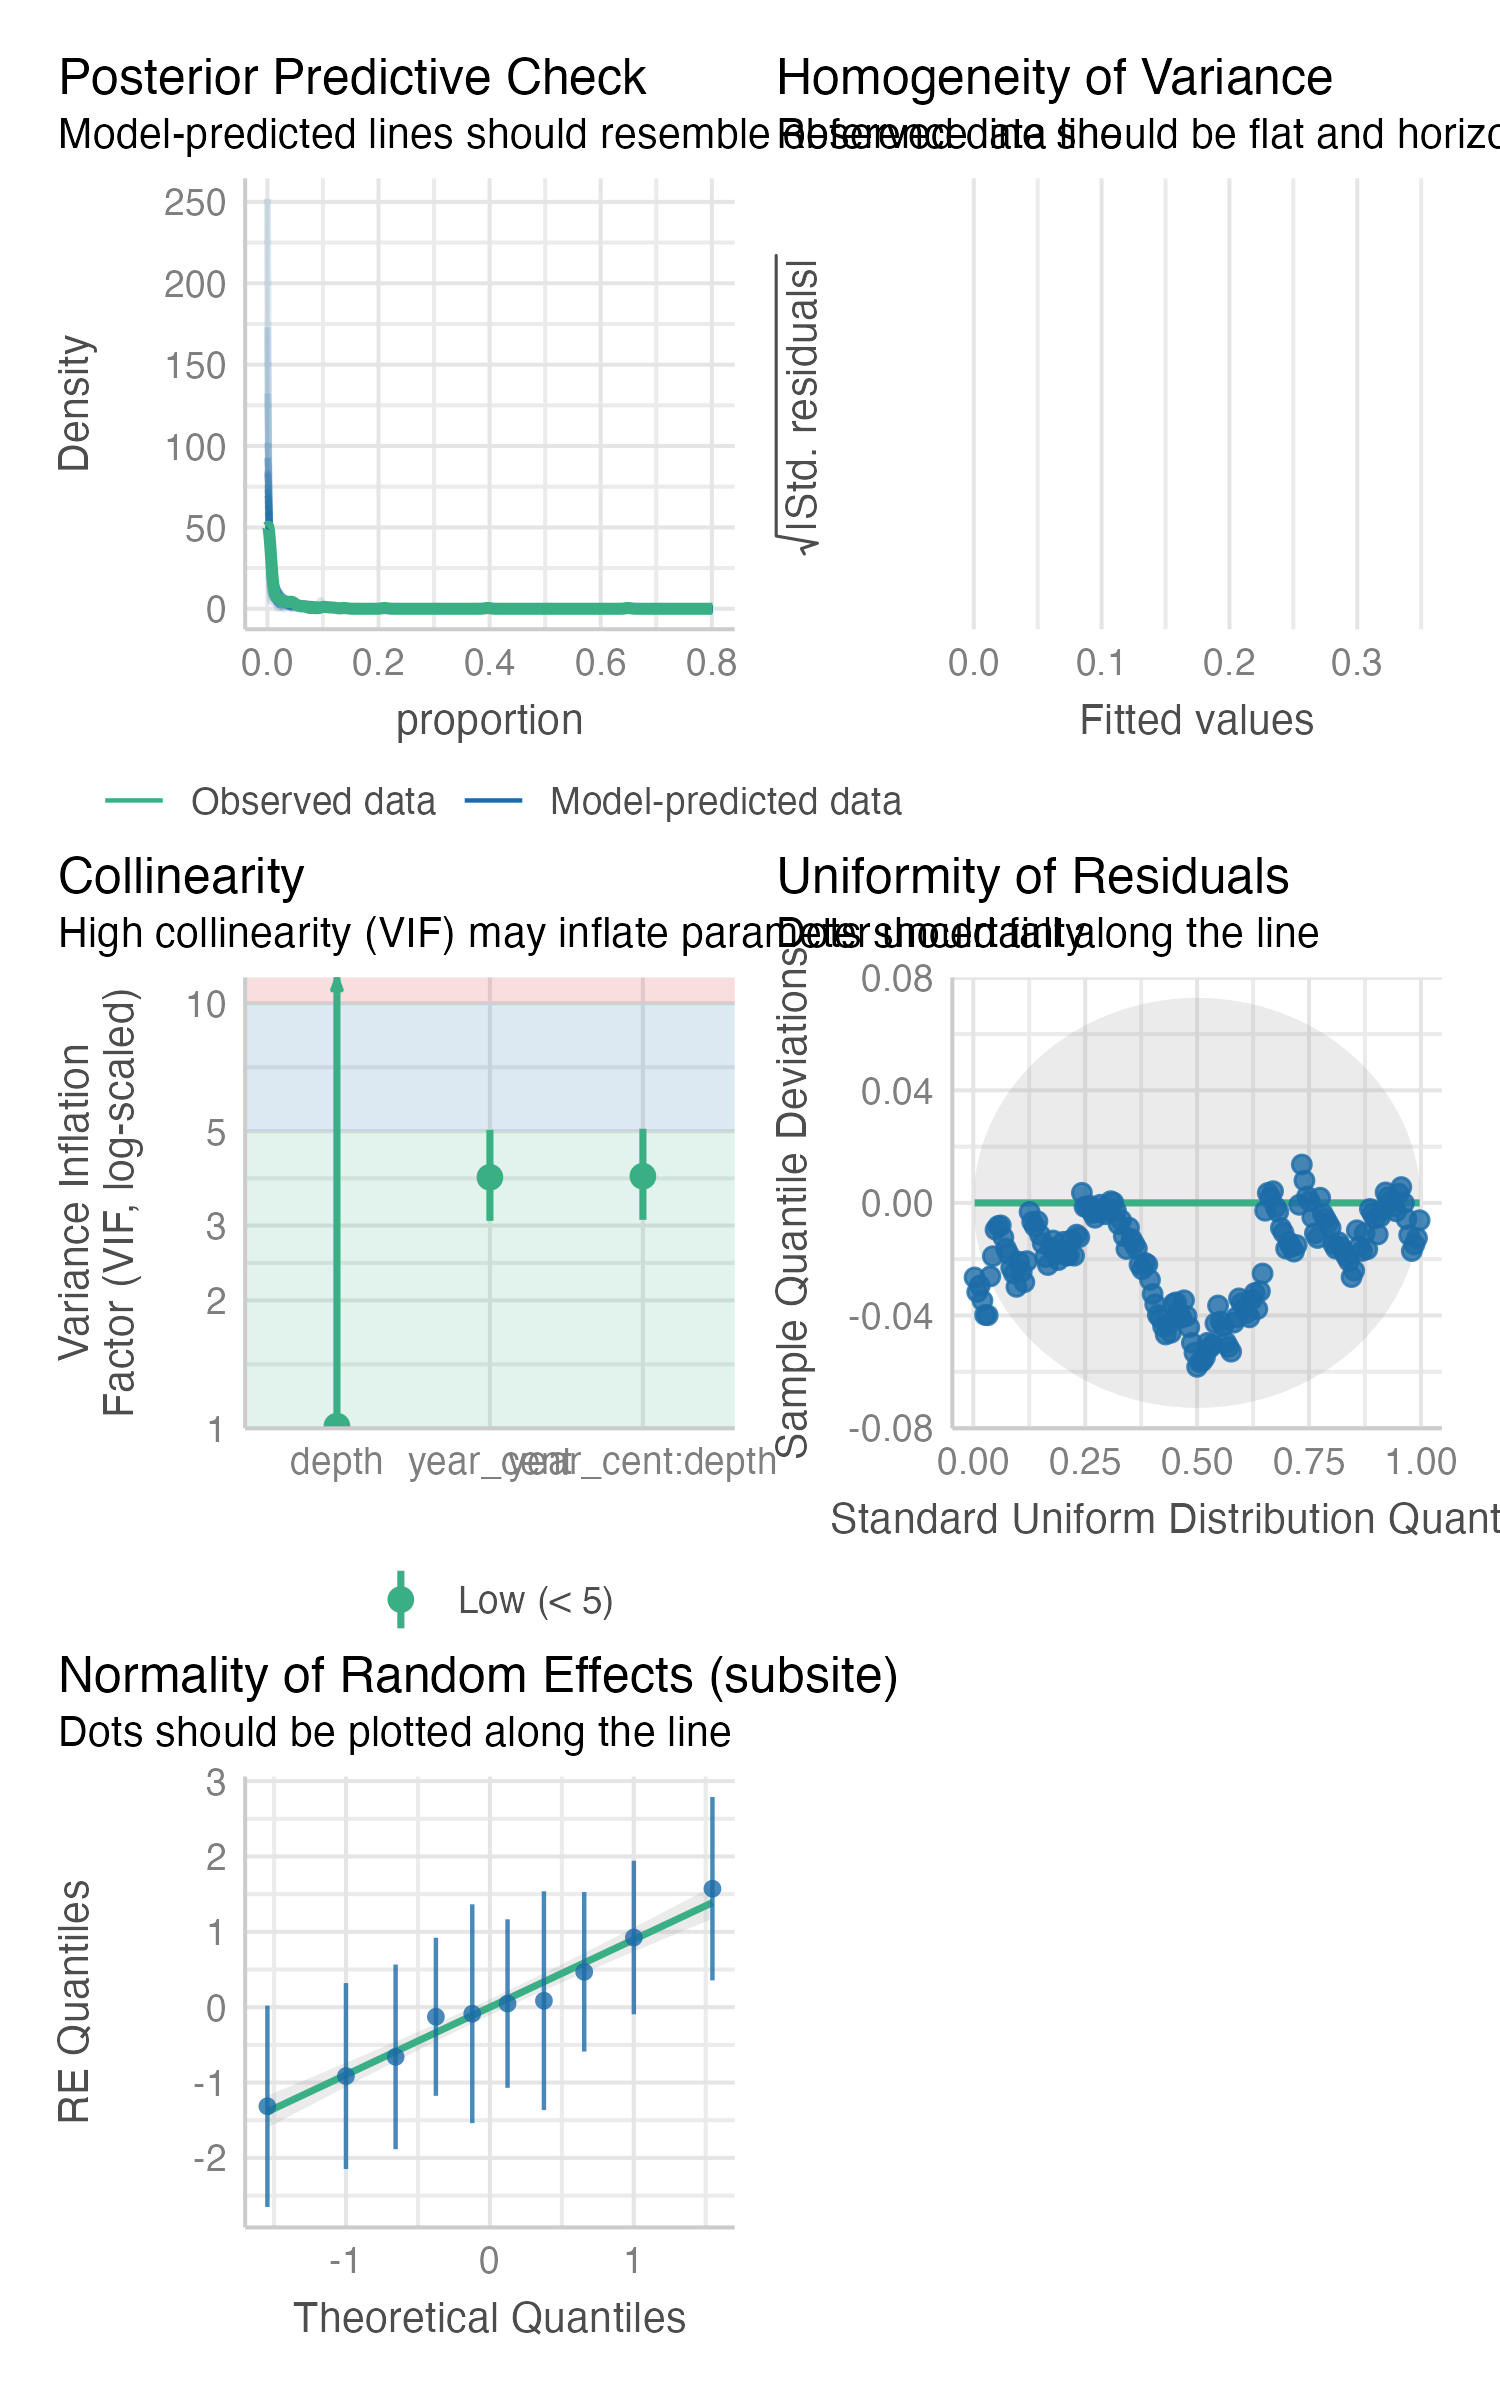 Posterior Predictive Check
Model-predicted lines should resemble observed data line
250
200
150
100
50
0
Density
0.0 0.2 0.4 0.6 0.8
proportion
Observed data Model-predicted data
Homogeneity of Variance
Reference line should be flat and horizo
√|Std. residuals|
0.0 0.1 0.2 0.3
Fitted values
Collinearity
High collinearity (VIF) may inflate parameter uncertainty
Variance Inflation
Factor (VIF, log-scaled)
10
5
3
2
1
depth year_cent year_cent:depth
Low (< 5)
Uniformity of Residuals
Dots should fall along the line
Sample Quantile Deviations
0.08
0.04
0.00
-0.04
-0.08
0.00 0.25 0.50 0.75 1.00
Standard Uniform Distribution Quant
Normality of Random Effects (subsite)
Dots should be plotted along the line
RE Quantiles
3
2
1
0
-1
-2
-1 0 1
Theoretical Quantiles